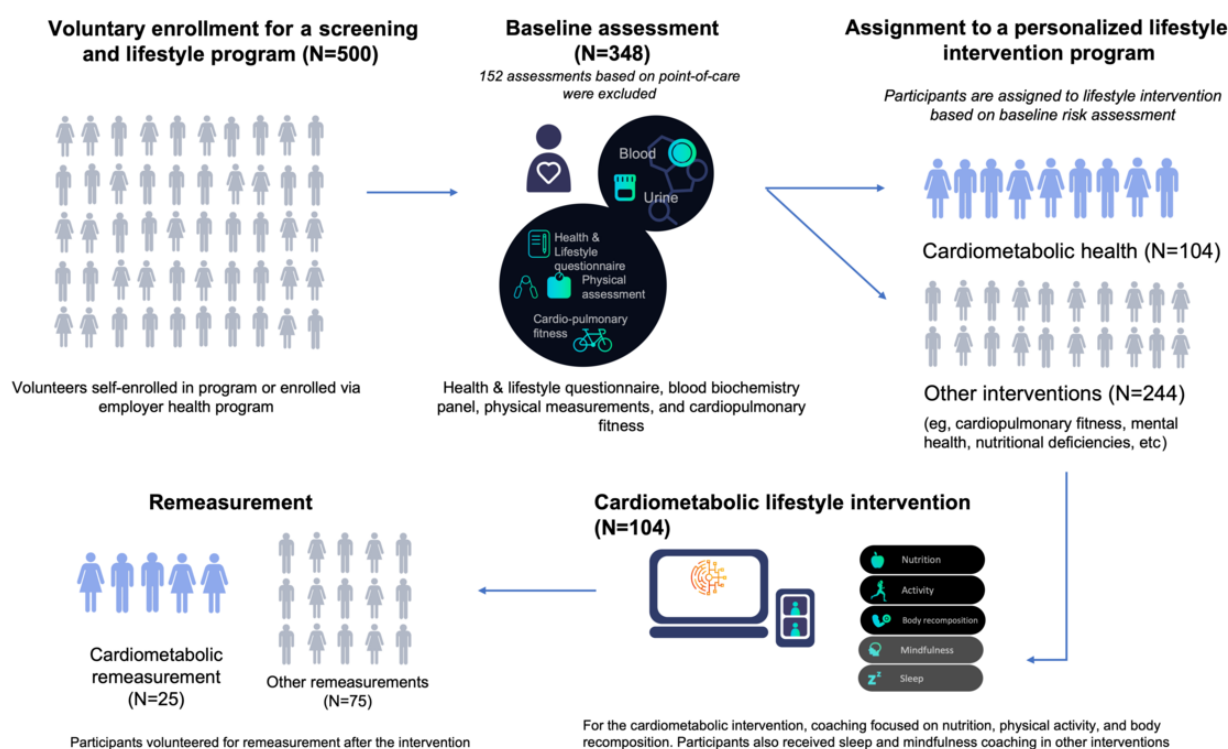 Voluntary enrollment for a screening
and lifestyle program (N=500)
Volunteers self-enrolled in program or enrolled via
employer health program
Baseline assessment
(N=348)
152 assessments based on point-of-care
were excluded
Blood
Urine
Health &
Lifestyle
questionnaire
Physical
assessment
Cardio-pulmonary
fitness
Health & lifestyle questionnaire, blood biochemistry
panel, physical measurements, and cardiopulmonary
fitness
Assignment to a personalized lifestyle
intervention program
Participants are assigned to lifestyle intervention
based on baseline risk assessment
Cardiometabolic health (N=104)
Other interventions (N=244)
(eg, cardiopulmonary fitness, mental
health, nutritional deficiencies, etc)
Remeasurement
Cardiometabolic
remeasurement
(N=25)
Other remeasurements
(N=75)
Participants volunteered for remeasurement after the intervention
Cardiometabolic lifestyle intervention
(N=104)
Nutrition
Activity
Body recomposition
Mindfulness
zzz Sleep
For the cardiometabolic intervention, coaching focused on nutrition, physical activity, and body
recomposition. Participants also received sleep and mindfulness coaching in other interventions